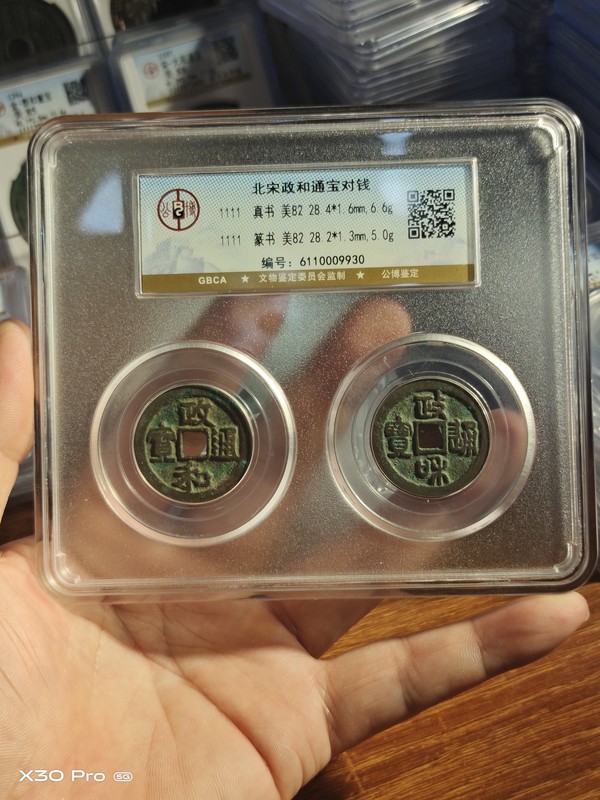 北宋政和通宝对钱
1111 真书 美82 28.4*1.6mm,6.6g
1111 篆书 美82 28.2*1.3mm,5.0g
编号: 6110009930
GBCA ★ 文物鉴定委员会监制 ★ 公博鉴定
公 博
政
寶 通
和
政
寶 通
和
X30 Pro 5G